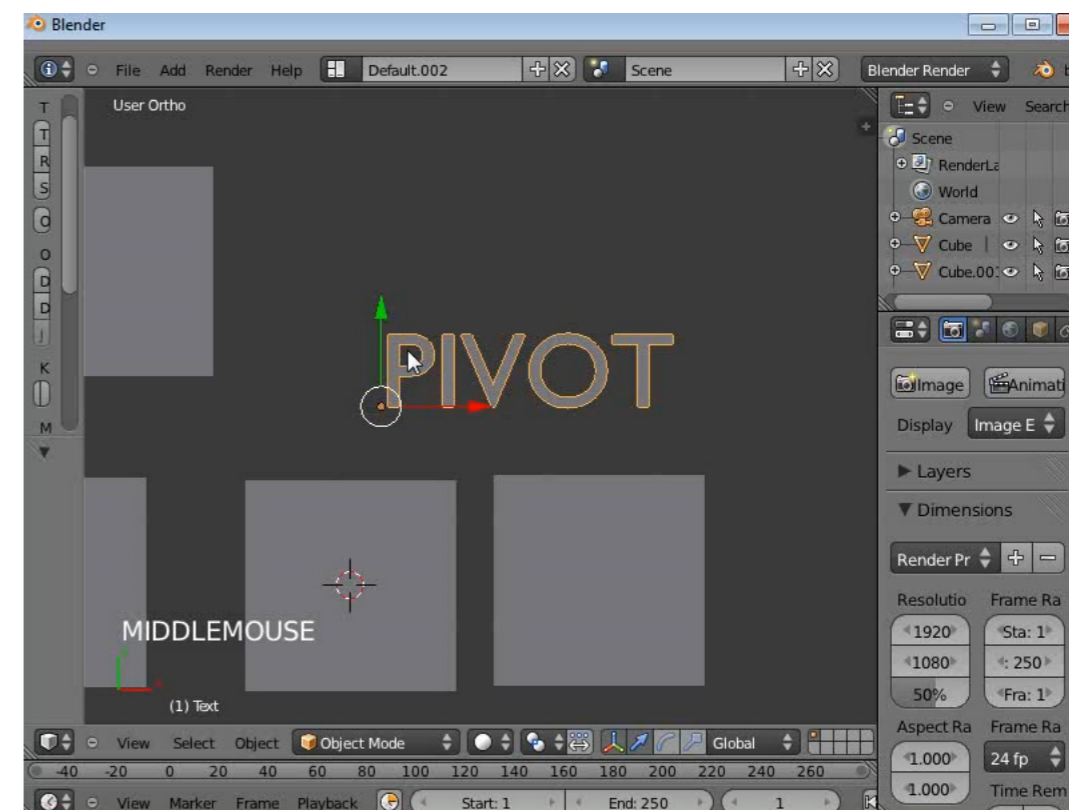 Blender
File Add Render Help Default.002 Scene Blender Render
T
T
R
S
O
D
D
J
K
M
User Ortho
View Search
Scene
RenderLa
World
Camera
Cube
Cube.00
PIVOT
Image Animati
Display Image E
Layers
Dimensions
Render Pr
Resolutio Frame Ra
1920 Sta: 1
1080 : 250
50% Fra: 1
Aspect Ra Frame Ra
1.000 24 fp
1.000 Time Rem
MIDDLEMOUSE
(1) Text
View Select Object Object Mode Global
-40 -20 0 20 40 60 80 100 120 140 160 180 200 220 240 260
View Marker Frame Playback Start: 1 End: 250 1